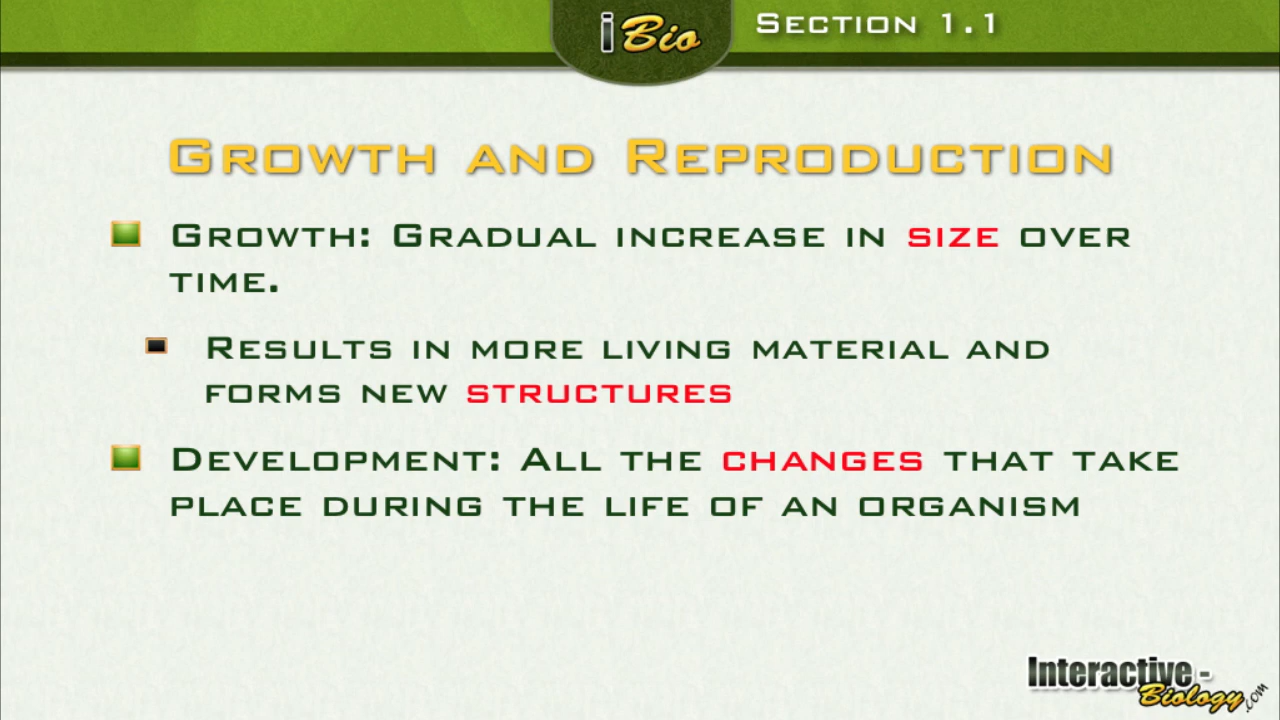 i Bio
Section 1.1
Growth and Reproduction
Growth: Gradual increase in size over
time.
Results in more living material and
forms new structures
Development: All the changes that take
place during the life of an organism
Interactive-
Biology.com